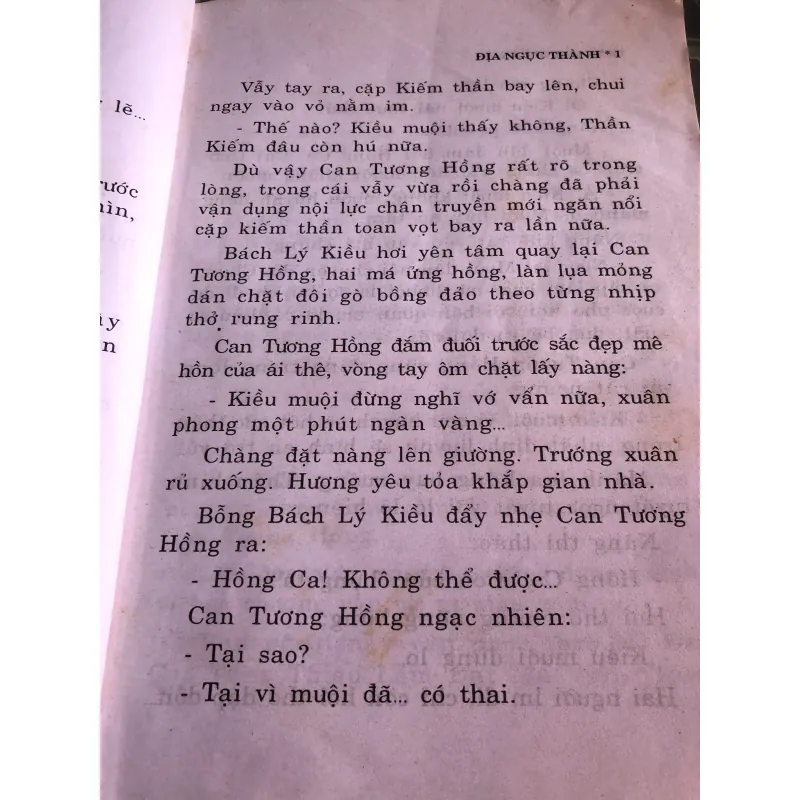 lẽ...
rước
ìn,
ây
n
ĐỊA NGỤC THÀNH * 1
Vẫy tay ra, cặp Kiếm thần bay lên, chui
ngay vào vỏ nằm im.
- Thế nào? Kiều muội thấy không, Thần
Kiếm đâu còn hú nữa.
Dù vậy Can Tương Hồng rất rõ trong
lòng, trong cái vẫy vừa rồi chàng đã phải
vận dụng nội lực chân truyền mới ngăn nổi
cặp kiếm thần toan vọt bay ra lần nữa.
Bách Lý Kiều hơi yên tâm quay lại Can
Tương Hồng, hai má ửng hồng, làn lụa mỏng
dán chặt đôi gò bồng đảo theo từng nhịp
thở rung rinh.
Can Tương Hồng đắm đuối trước sắc đẹp mê
hồn của ái thê, vòng tay ôm chặt lấy nàng:
- Kiều muội đừng nghĩ vớ vẩn nữa, xuân
phong một phút ngàn vàng...
Chàng đặt nàng lên giường. Trướng xuân
rủ xuống. Hương yêu tỏa khắp gian nhà.
Bỗng Bách Lý Kiều đẩy nhẹ Can Tương
Hồng ra:
- Hồng Ca! Không thể được...
Can Tương Hồng ngạc nhiên:
- Tại sao?
- Tại vì muội đã... có thai.